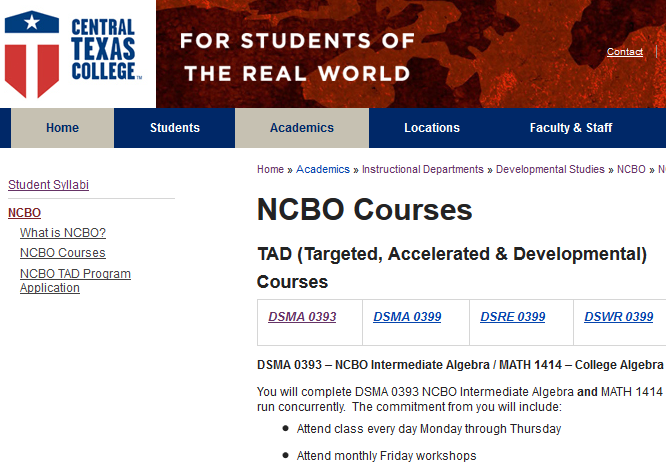 CENTRAL
TEXAS
COLLEGE™
FOR STUDENTS OF
THE REAL WORLD
Contact
Home Students Academics Locations Faculty & Staff
Student Syllabi
NCBO
What is NCBO?
NCBO Courses
NCBO TAD Program
Application
Home » Academics » Instructional Departments » Developmental Studies » NCBO »
NCBO Courses
TAD (Targeted, Accelerated & Developmental)
Courses
DSMA 0393 DSMA 0399 DSRE 0399 DSWR 0399
DSMA 0393 – NCBO Intermediate Algebra / MATH 1414 – College Algebra
You will complete DSMA 0393 NCBO Intermediate Algebra and MATH 1414
run concurrently. The commitment from you will include:
• Attend class every day Monday through Thursday
• Attend monthly Friday workshops